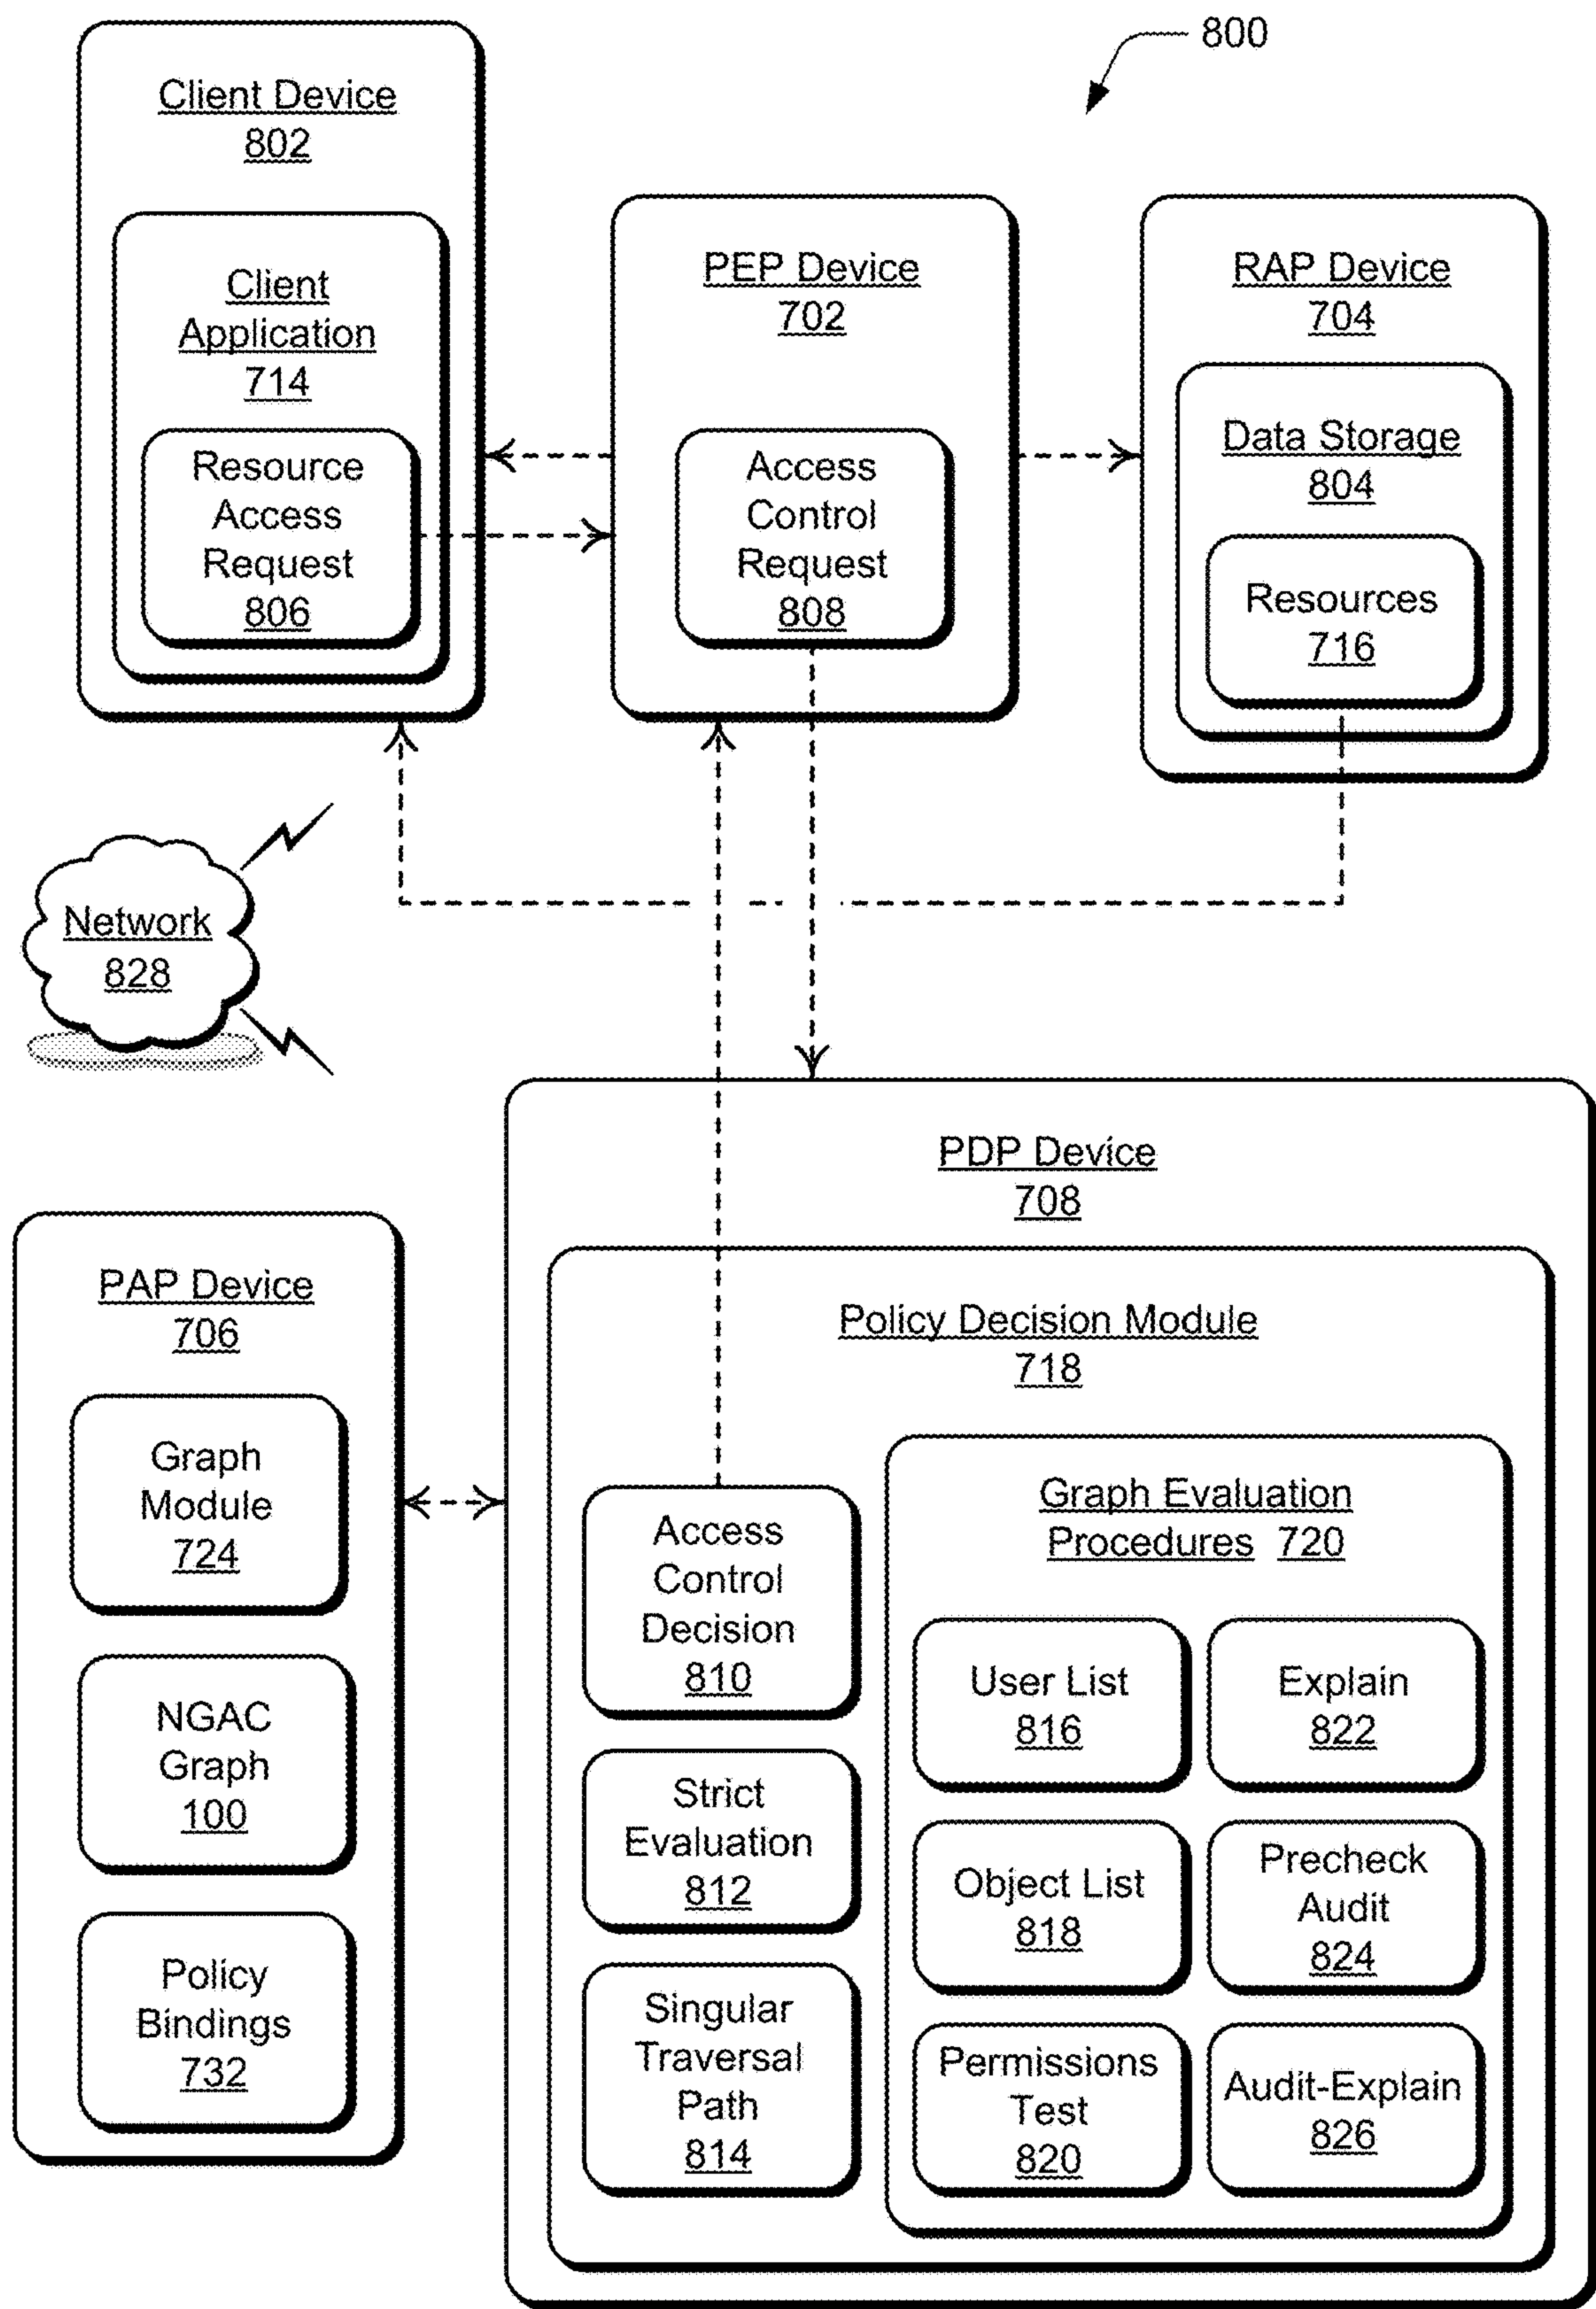 800
Client Device
802
Client
Application
714
Resource
Access
Request
806
PEP Device
702
Access
Control
Request
808
RAP Device
704
Data Storage
804
Resources
716
Network
828
PDP Device
708
Policy Decision Module
718
PAP Device
706
Graph
Module
724
NGAC
Graph
100
Policy
Bindings
732
Access
Control
Decision
810
Strict
Evaluation
812
Singular
Traversal
Path
814
Graph Evaluation
Procedures 720
User List
816
Explain
822
Object List
818
Precheck
Audit
824
Permissions
Test
820
Audit-Explain
826